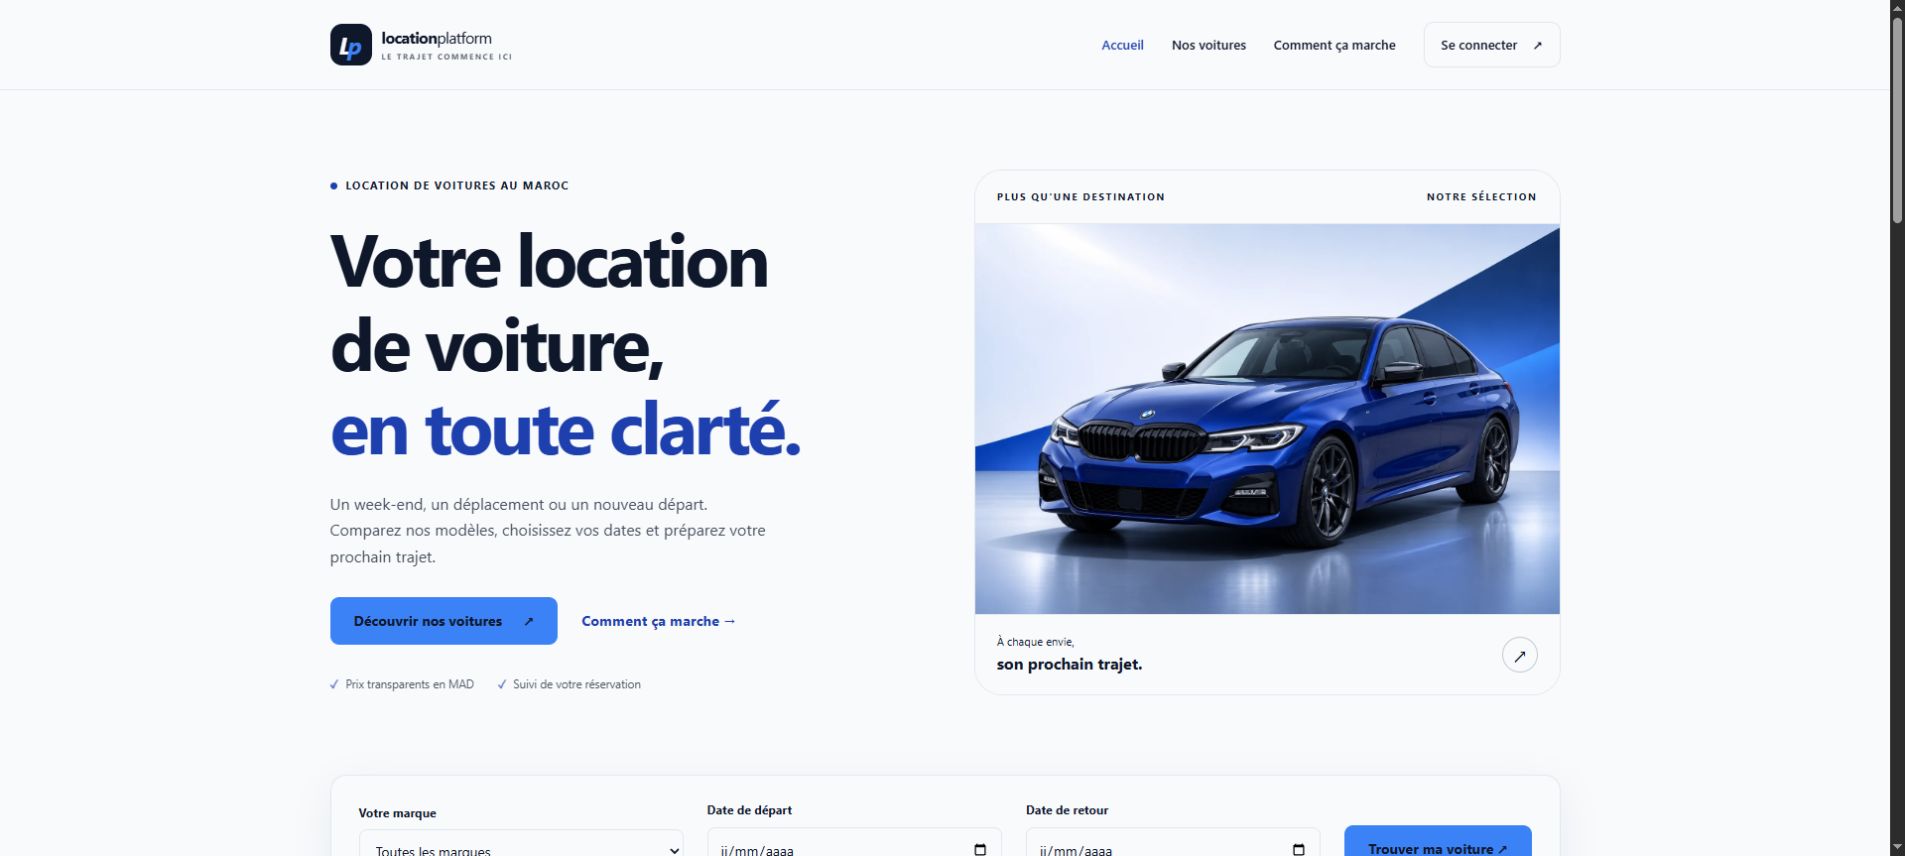 Lp
locationplatform
LE TRAJET COMMENCE ICI
Accueil
Nos voitures
Comment ça marche
Se connecter ↗
LOCATION DE VOITURES AU MAROC
Votre location
de voiture,
en toute clarté.
Un week-end, un déplacement ou un nouveau départ.
Comparez nos modèles, choisissez vos dates et préparez votre
prochain trajet.
Découvrir nos voitures ↗
Comment ça marche →
✓ Prix transparents en MAD
✓ Suivi de votre réservation
PLUS QU'UNE DESTINATION
NOTRE SÉLECTION
À chaque envie,
son prochain trajet.
↗
Votre marque
Toutes les marques
Date de départ
jj/mm/aaaa
Date de retour
jj/mm/aaaa
Trouver ma voiture ↗